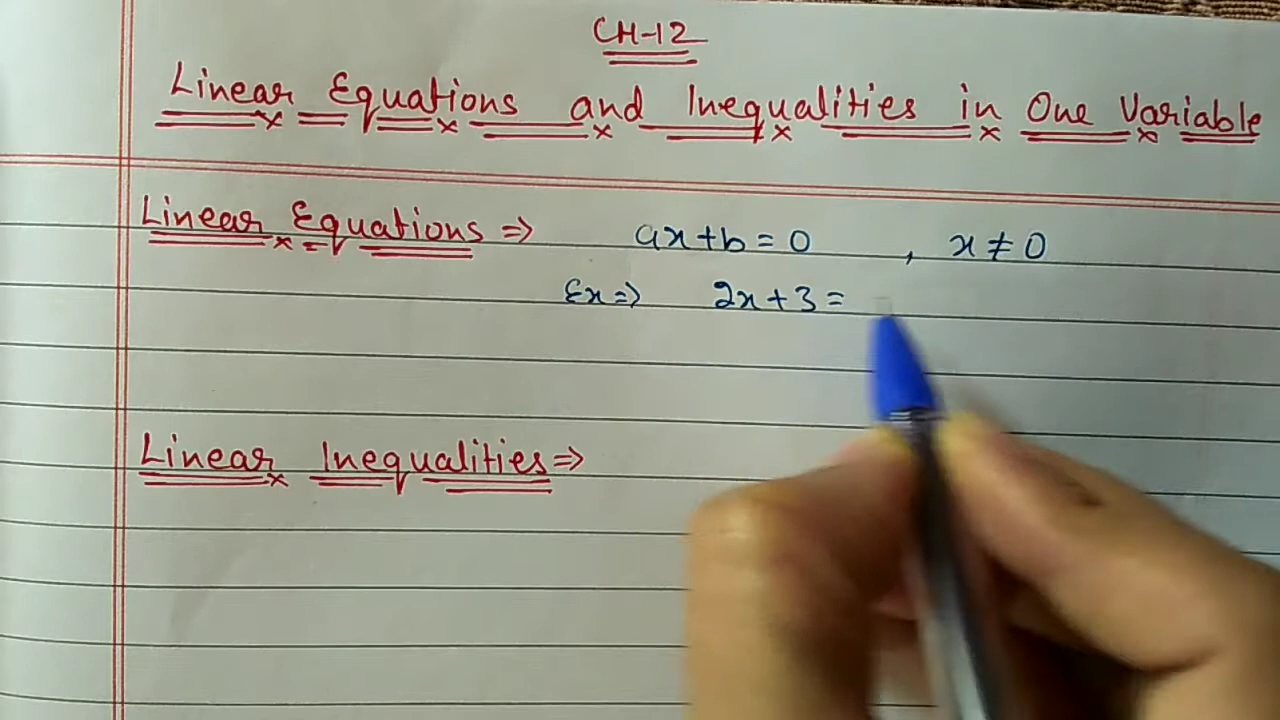 CH-12
Linear Equations and Inequalities in One Variable
Linear Equations ⇒ ax+b=0 , x≠0
Ex ⇒ 2x+3=
Linear Inequalities ⇒